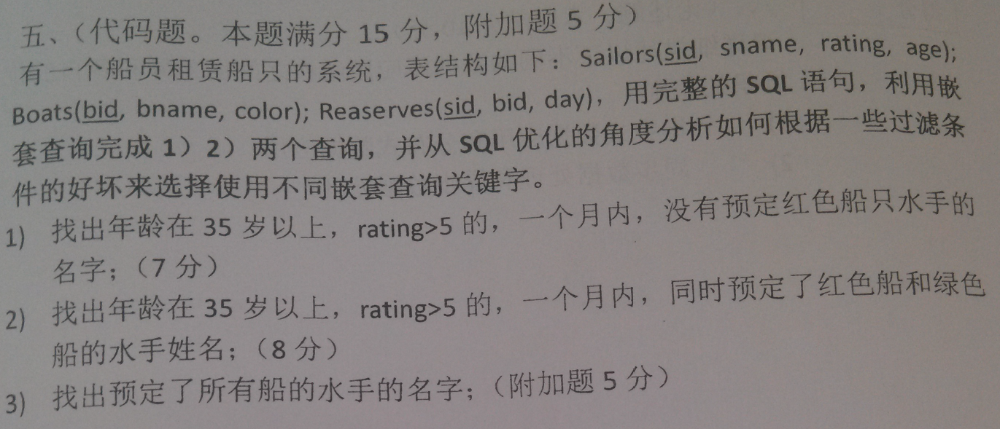 五、（代码题。本题满分 15 分，附加题 5 分）
有一个船员租赁船只的系统，表结构如下：Sailors(sid, sname, rating, age);
Boats(bid, bname, color); Reaserves(sid, bid, day)，用完整的 SQL 语句，利用嵌
套查询完成 1）2）两个查询，并从 SQL 优化的角度分析如何根据一些过滤条
件的好坏来选择使用不同嵌套查询关键字。
1) 找出年龄在 35 岁以上，rating>5 的，一个月内，没有预定红色船只水手的
名字；（7 分）
2) 找出年龄在 35 岁以上，rating>5 的，一个月内，同时预定了红色船和绿色
船的水手姓名；（8 分）
3) 找出预定了所有船的水手的名字；（附加题 5 分）